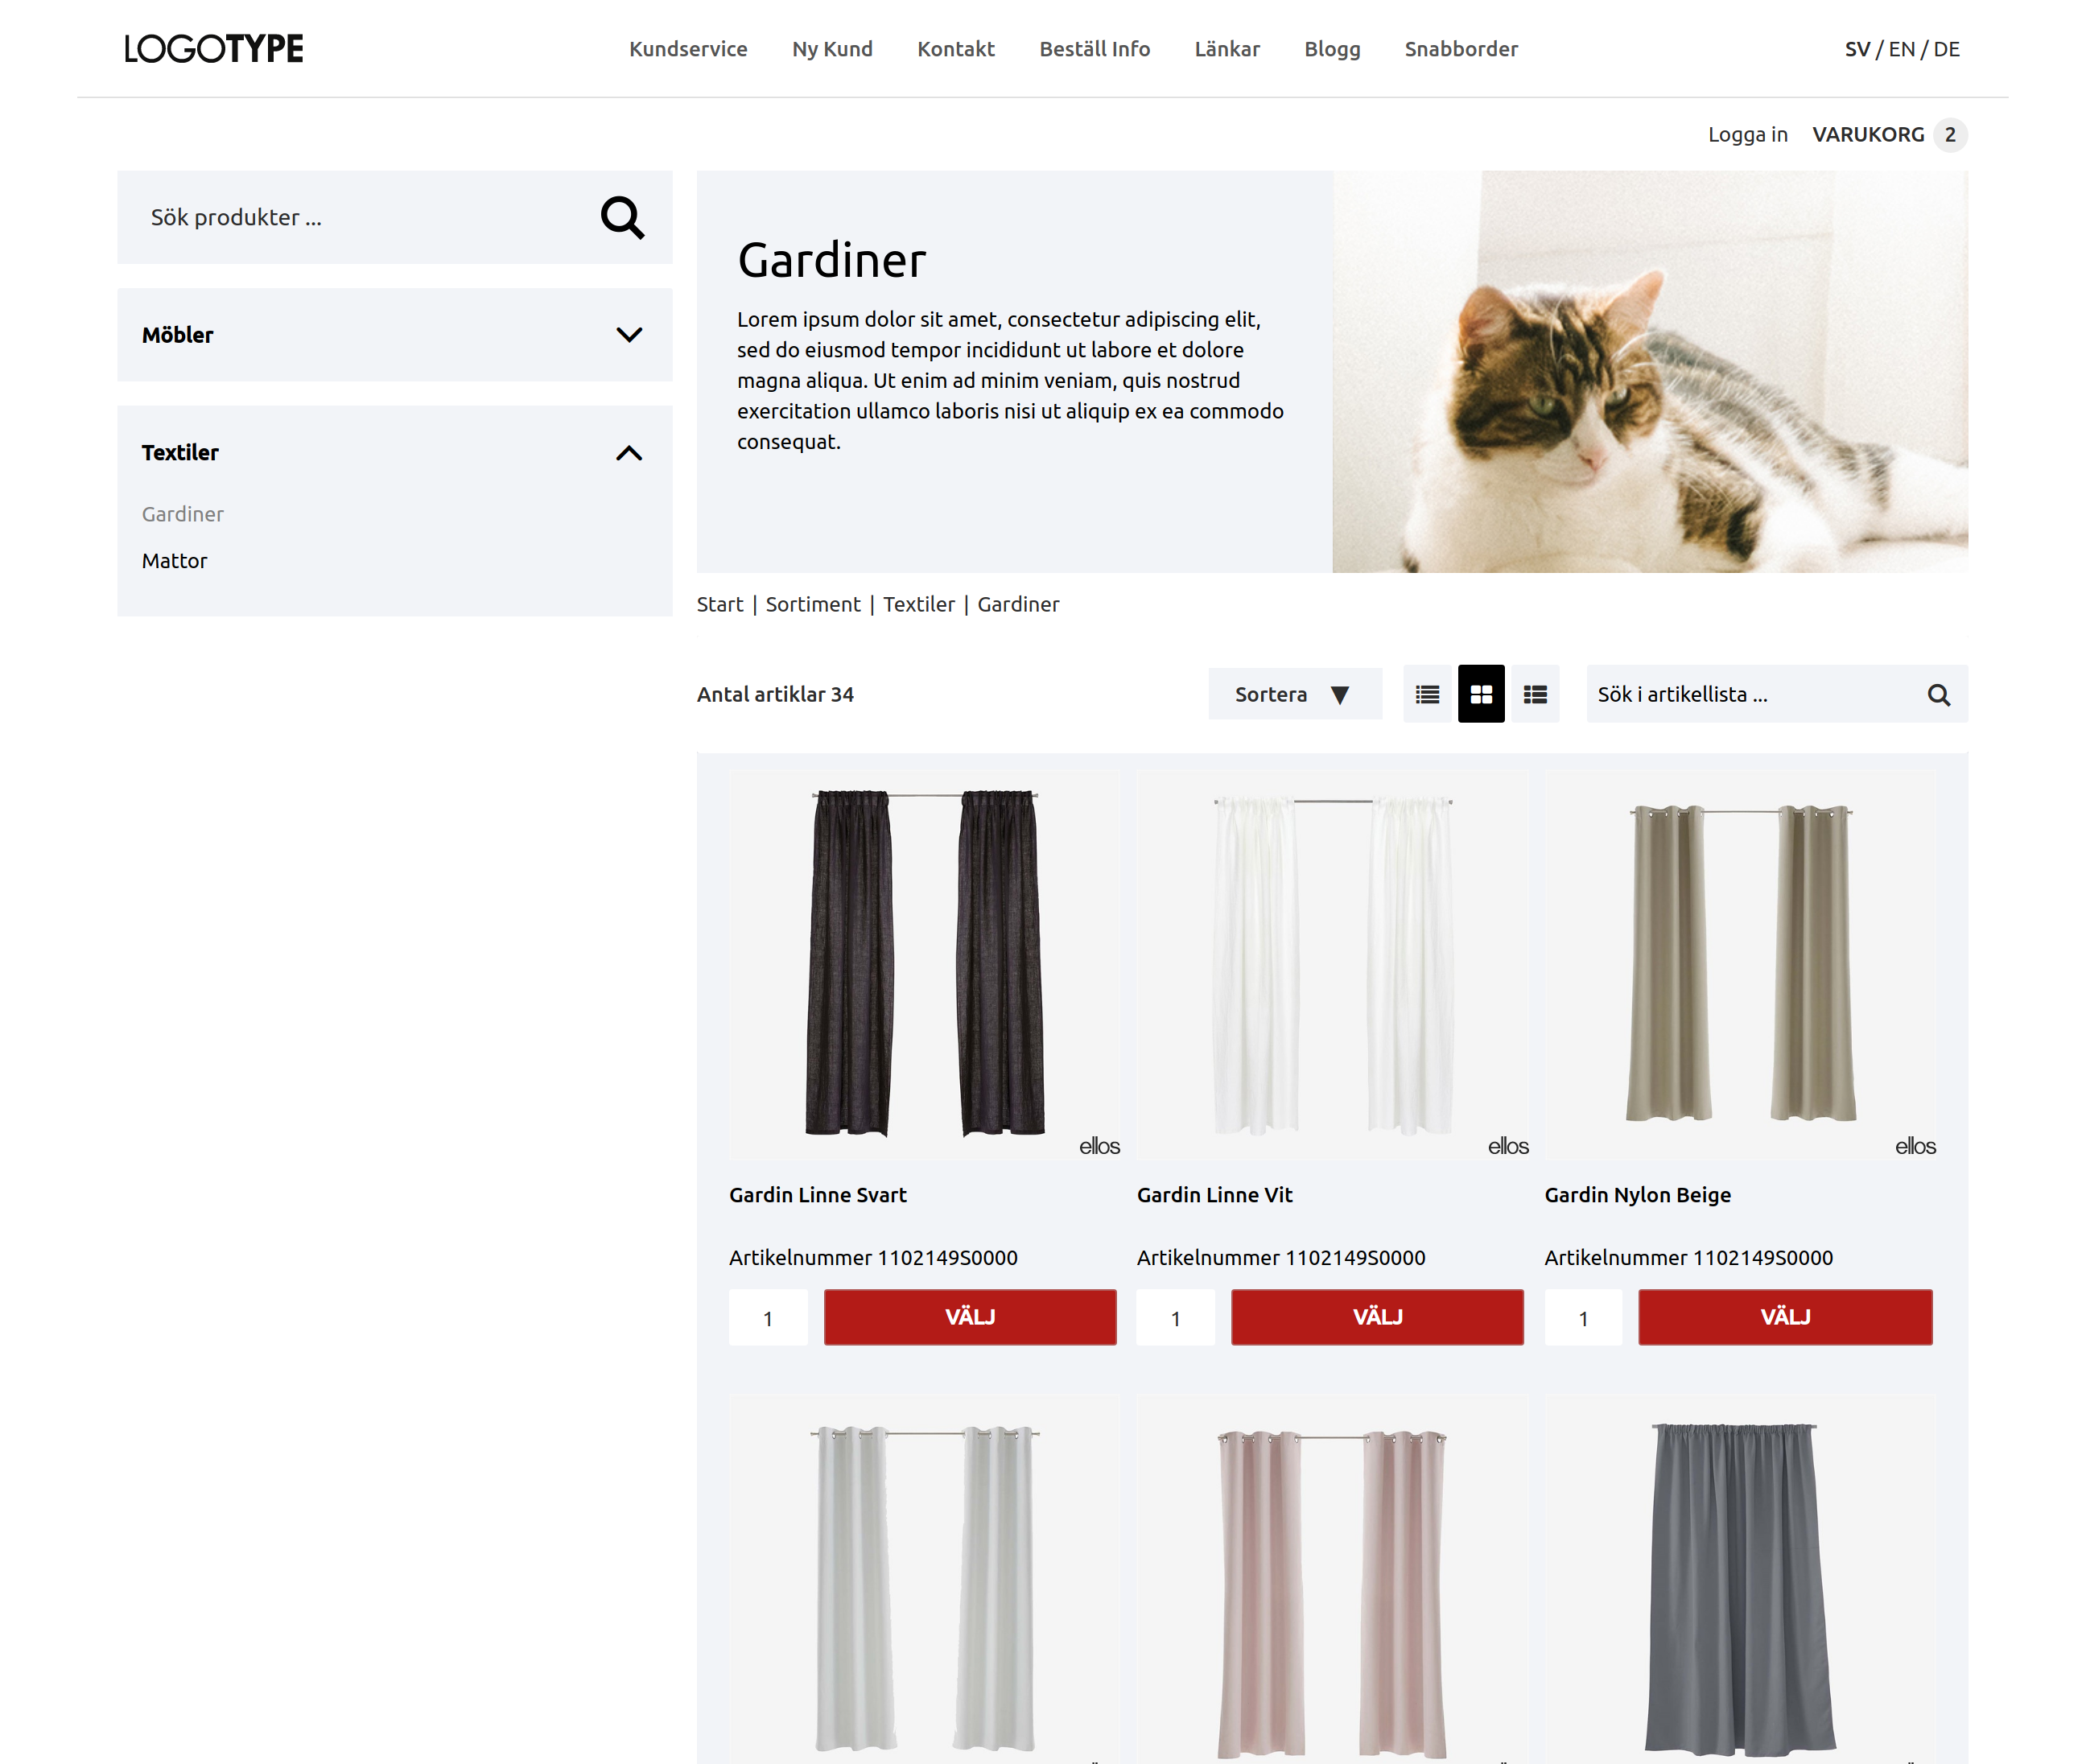 LOGOTYPE
Kundservice Ny Kund Kontakt Beställ Info Länkar Blogg Snabborder
SV / EN / DE
Logga in VARUKORG 2
Sök produkter ...
Möbler
Textiler
Gardiner
Mattor
Gardiner
Lorem ipsum dolor sit amet, consectetur adipiscing elit,
sed do eiusmod tempor incididunt ut labore et dolore
magna aliqua. Ut enim ad minim veniam, quis nostrud
exercitation ullamco laboris nisi ut aliquip ex ea commodo
consequat.
Start | Sortiment | Textiler | Gardiner
Antal artiklar 34
Sortera
Sök i artikellista ...
ellos
ellos
ellos
Gardin Linne Svart
Gardin Linne Vit
Gardin Nylon Beige
Artikelnummer 1102149S0000
Artikelnummer 1102149S0000
Artikelnummer 1102149S0000
1 VÄLJ
1 VÄLJ
1 VÄLJ